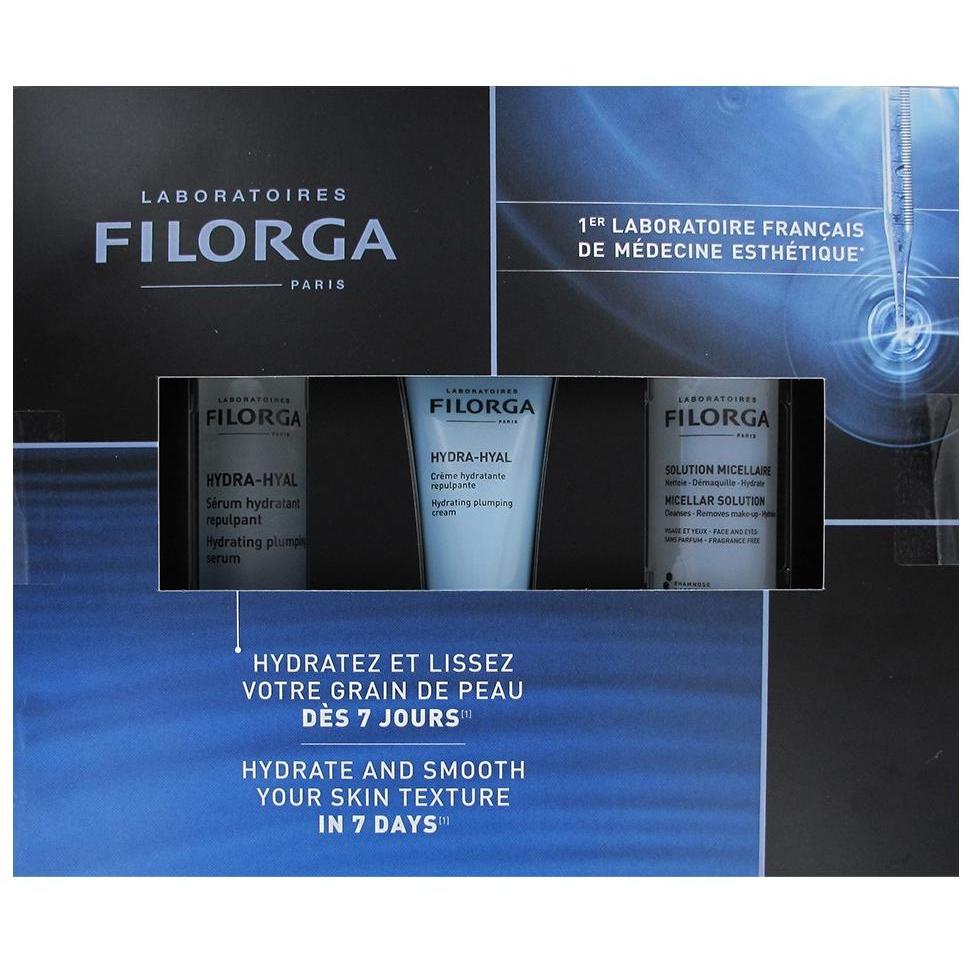 LABORATOIRES
FILORGA
PARIS
1ER LABORATOIRE FRANÇAIS
DE MÉDECINE ESTHÉTIQUE*
LABORATOIRES
FILORGA
PARIS
HYDRA-HYAL
Sérum hydratant
repulpant
Hydrating plumping
serum
LABORATOIRES
FILORGA
PARIS
HYDRA-HYAL
Crème hydratante
repulpante
Hydrating plumping
cream
LABORATOIRES
FILORGA
PARIS
SOLUTION MICELLAIRE
Nettoie - Démaquille - Hydrate
MICELLAR SOLUTION
Cleanses - Removes make-up -
VISAGE ET YEUX - FACE AND EYES
SANS PARFUM - FRAGRANCE FREE
RHAMNOSE
HYDRATEZ ET LISSEZ
VOTRE GRAIN DE PEAU
DÈS 7 JOURS[1]
HYDRATE AND SMOOTH
YOUR SKIN TEXTURE
IN 7 DAYS[1]